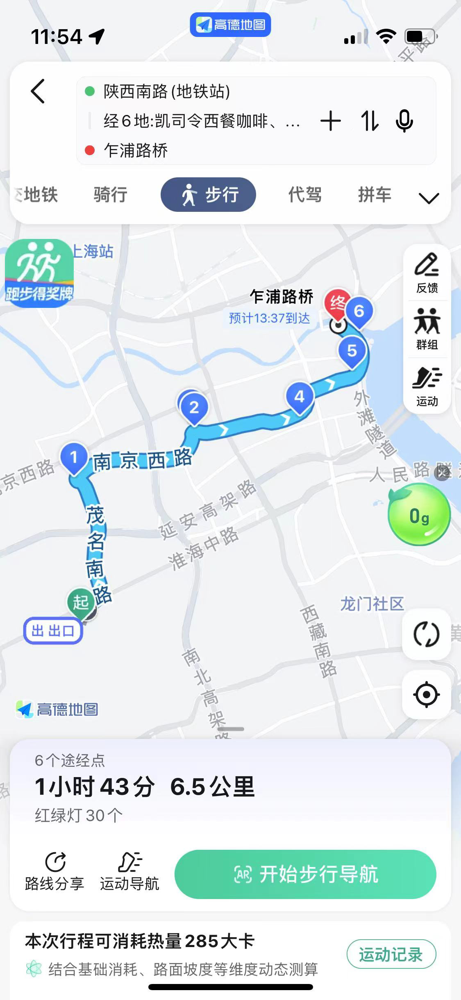 高德地图
11:54
平路
陕西南路(地铁站)
经6地:凯司令西餐咖啡、...
乍浦路桥
地铁
骑行
步行
代驾
拼车
上海站
跑步得奖牌
反馈
群组
运动
乍浦路桥
预计13:37到达
终
6
5
4
2
1
外滩隧道
南京西路
京西路
人民路隧
0g
延安高架路
淮海中路
茂名南路
起
出 出口
龙门社区
西藏南路
黄
南北高架路
高德地图
路
6个途经点
1小时43分 6.5公里
红绿灯30个
路线分享
运动导航
AR 开始步行导航
本次行程可消耗热量285大卡
结合基础消耗、路面坡度等维度动态测算
运动记录